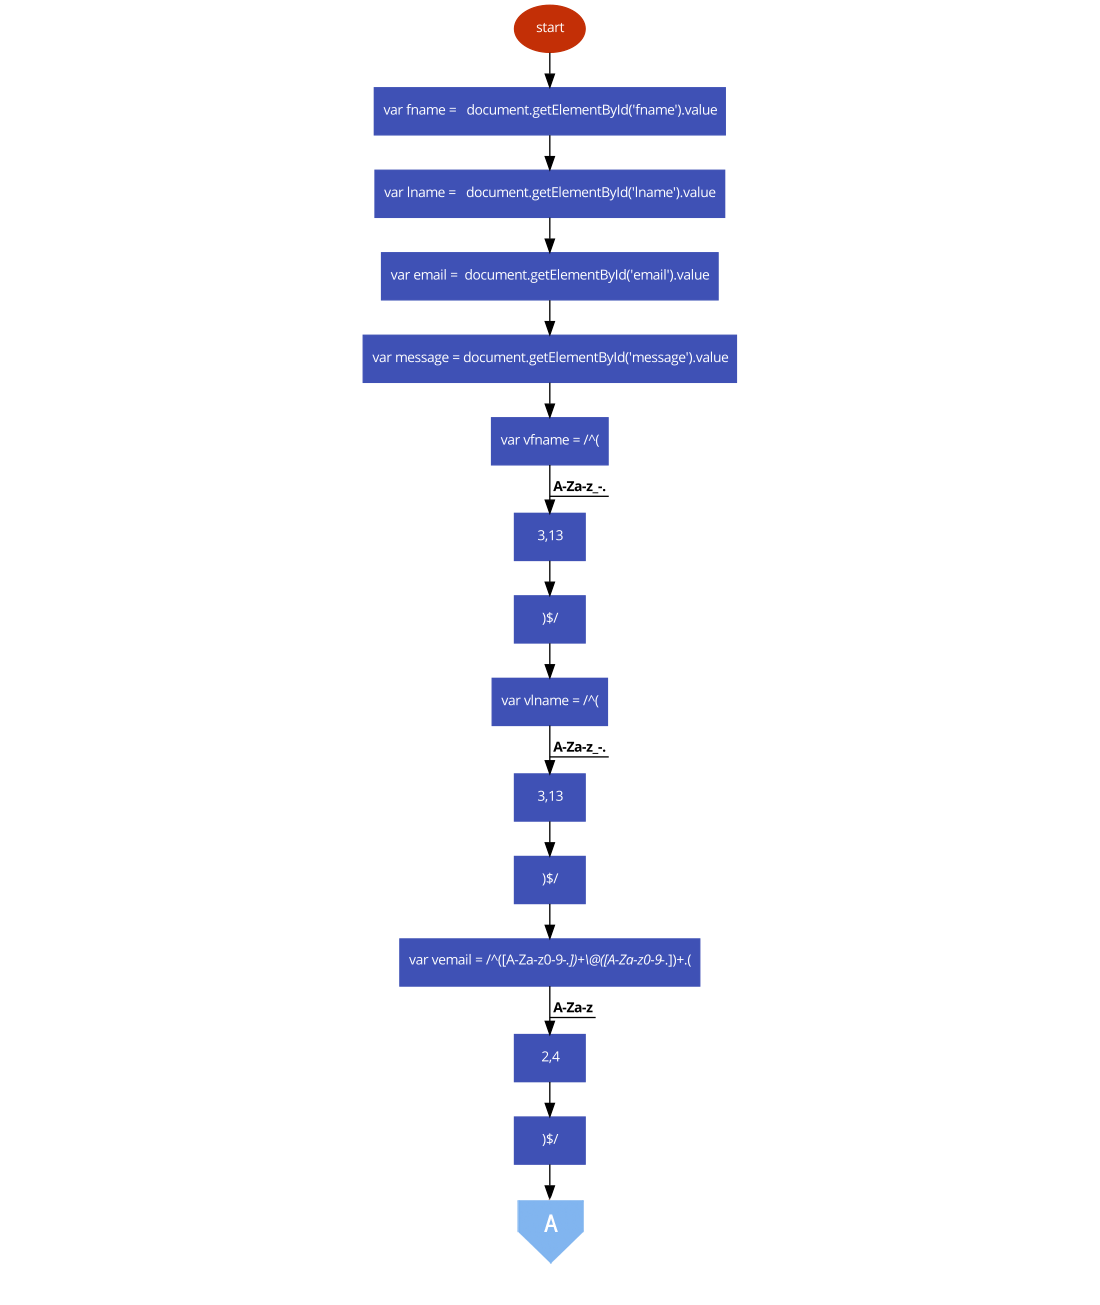 start
var fname =   document.getElementById('fname').value
var lname =   document.getElementById('lname').value
var email =  document.getElementById('email').value
var message = document.getElementById('message').value
var vfname = /^(
A-Za-z_-.
3,13
)$/
var vlname = /^(
A-Za-z_-.
3,13
)$/
var vemail = /^([A-Za-z0-9-.])+\@([A-Za-z0-9-.])+.(
A-Za-z
2,4
)$/
A